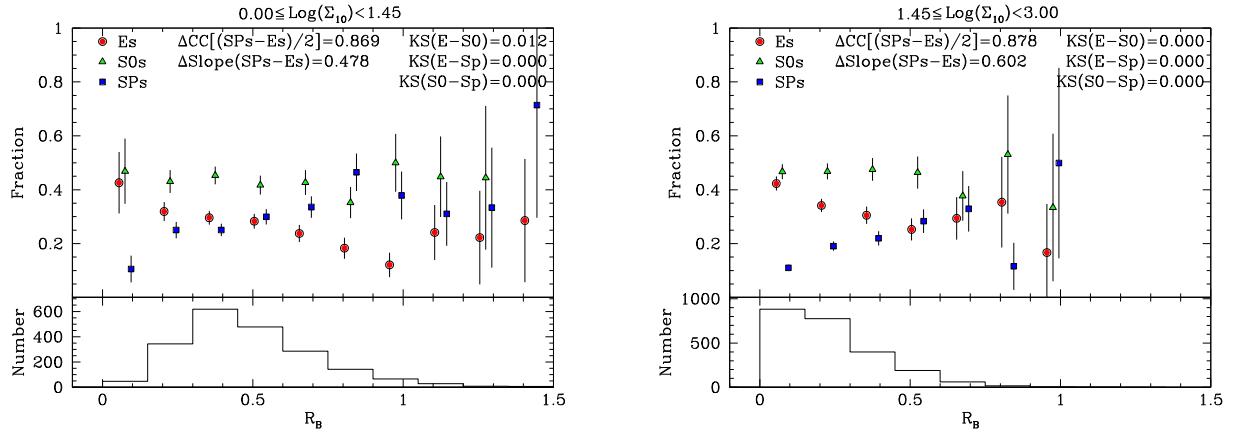 0.00≤Log(Σ10)<1.45
Es ΔCC[(SPs-Es)/2]=0.869 KS(E-S0)=0.012
S0s ΔSlope(SPs-Es)=0.478 KS(E-Sp)=0.000
SPs KS(S0-Sp)=0.000
1
0.8
0.6
0.4
0.2
Fraction
600
400
200
0
Number
0 0.5 1 1.5
RB
1.45≤Log(Σ10)<3.00
Es ΔCC[(SPs-Es)/2]=0.878 KS(E-S0)=0.000
S0s ΔSlope(SPs-Es)=0.602 KS(E-Sp)=0.000
SPs KS(S0-Sp)=0.000
1
0.8
0.6
0.4
0.2
Fraction
1000
500
0
Number
0 0.5 1 1.5
RB